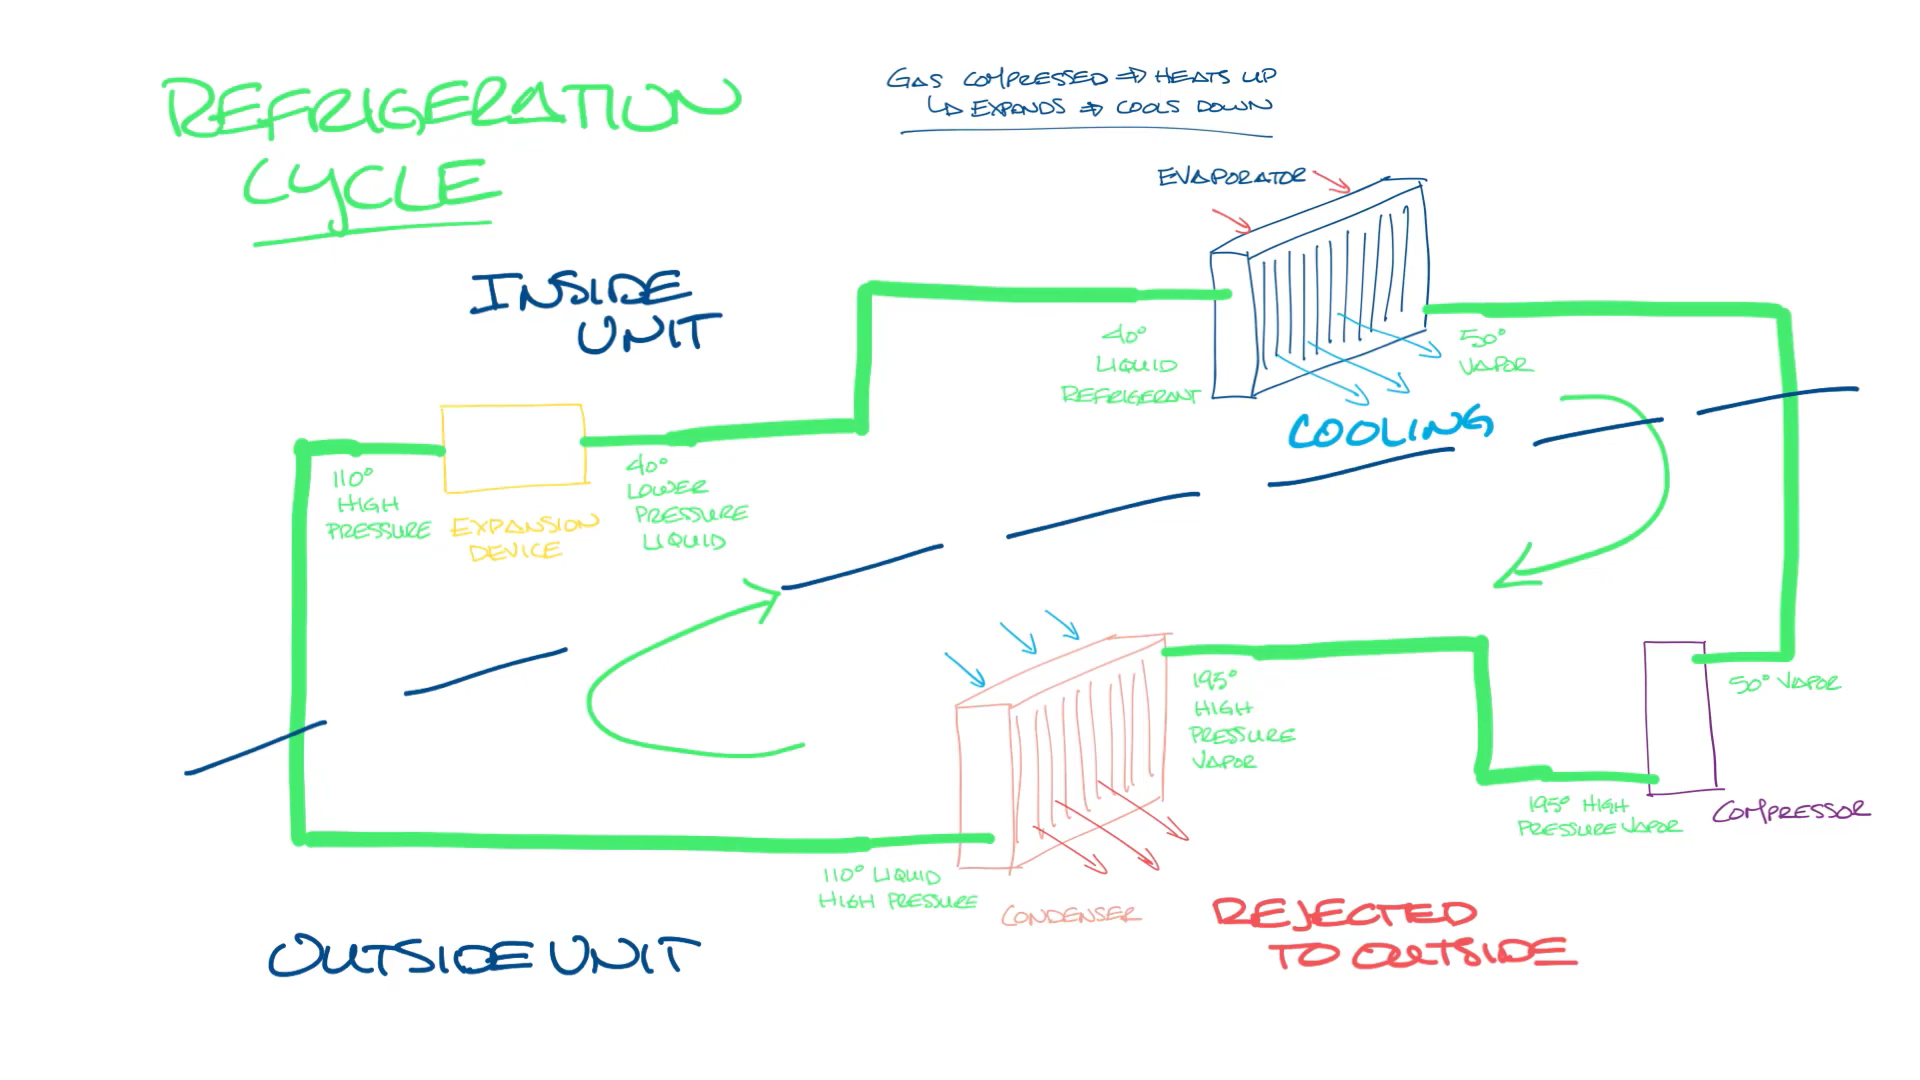 REFRIGERATION
CYCLE
GAS COMPRESSED ⇒ HEATS UP
↳ EXPANDS ⇒ COOLS DOWN
EVAPORATOR
INSIDE
UNIT
40°
LIQUID
REFRIGERANT
50°
VAPOR
COOLING
110°
HIGH
PRESSURE
EXPANSION
DEVICE
40°
LOWER
PRESSURE
LIQUID
195°
HIGH
PRESSURE
VAPOR
50° VAPOR
195° HIGH
PRESSURE VAPOR
COMPRESSOR
110° LIQUID
HIGH PRESSURE
CONDENSER
REJECTED
TO OUTSIDE
OUTSIDE UNIT